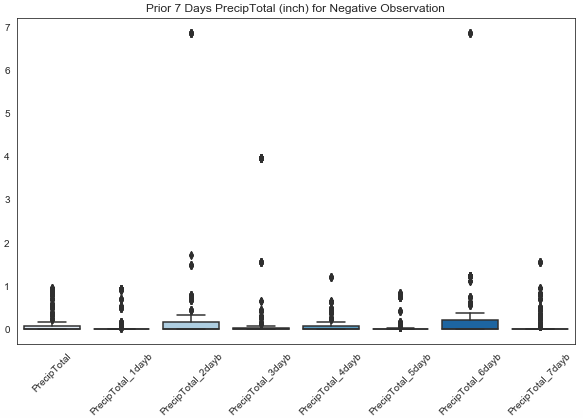 Prior 7 Days PrecipTotal (inch) for Negative Observation
7
6
5
4
3
2
1
0
PrecipTotal
PrecipTotal_1dayb
PrecipTotal_2dayb
PrecipTotal_3dayb
PrecipTotal_4dayb
PrecipTotal_5dayb
PrecipTotal_6dayb
PrecipTotal_7dayb